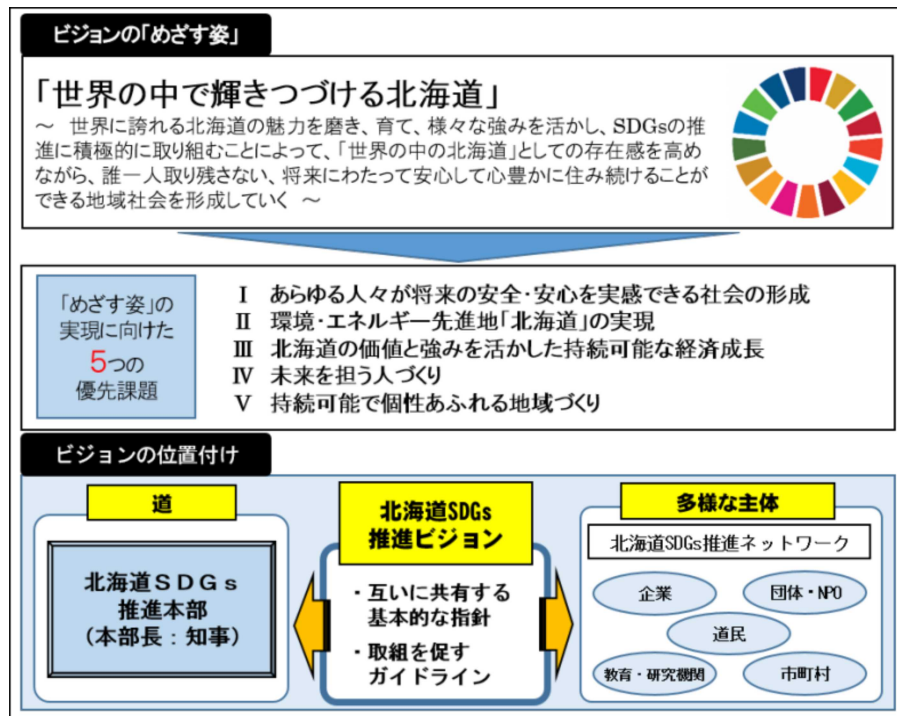 ビジョンの「めざす姿」
「世界の中で輝きつづける北海道」
～ 世界に誇れる北海道の魅力を磨き、育て、様々な強みを活かし、SDGsの推
進に積極的に取り組むことによって、「世界の中の北海道」としての存在感を高め
ながら、誰一人取り残さない、将来にわたって安心して心豊かに住み続けることが
できる地域社会を形成していく ～
「めざす姿」の
実現に向けた
5つの
優先課題
Ⅰ あらゆる人々が将来の安全・安心を実感できる社会の形成
Ⅱ 環境・エネルギー先進地「北海道」の実現
Ⅲ 北海道の価値と強みを活かした持続可能な経済成長
Ⅳ 未来を担う人づくり
Ⅴ 持続可能で個性あふれる地域づくり
ビジョンの位置付け
道
北海道ＳＤＧｓ
推進本部
(本部長：知事)
北海道SDGs
推進ビジョン
・互いに共有する
基本的な指針
・取組を促す
ガイドライン
多様な主体
北海道SDGs推進ネットワーク
企業
団体・NPO
道民
教育・研究機関
市町村